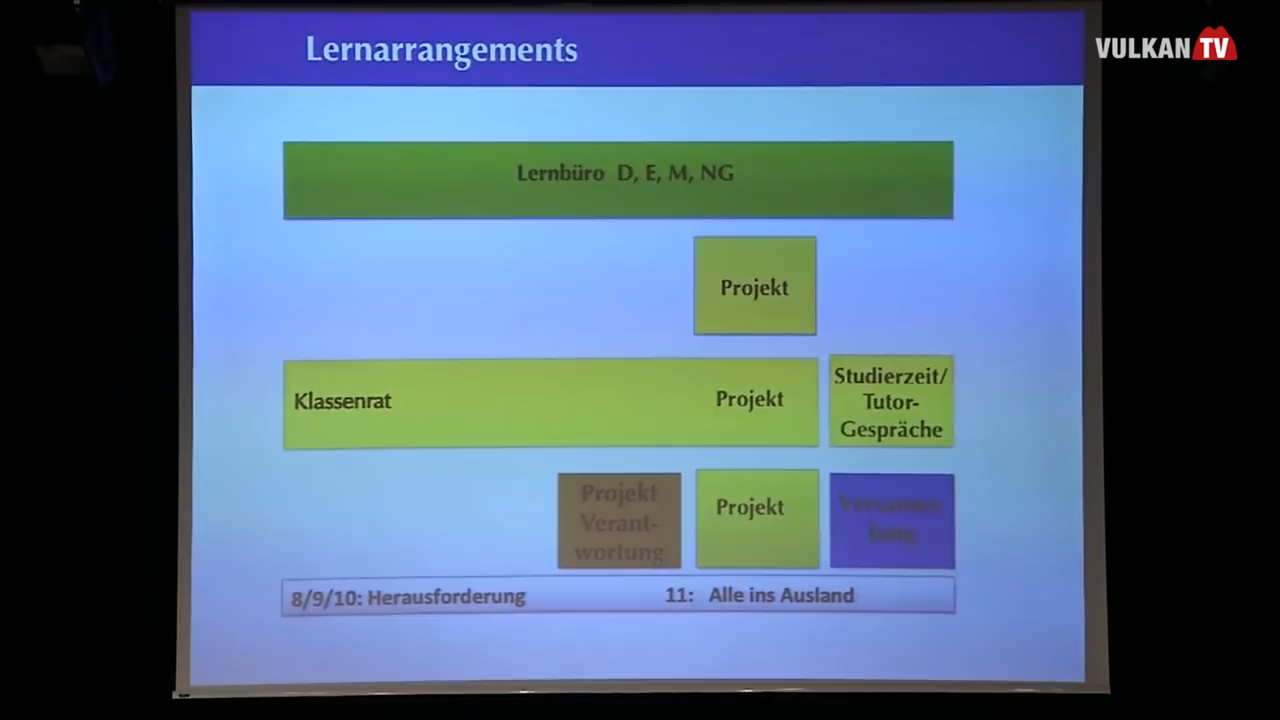 Lernarrangements
VULKAN TV
Lernbüro D, E, M, NG
Projekt
Klassenrat
Projekt
Studierzeit/
Tutor-
Gespräche
Projekt
Verant-
wortung
Projekt
8/9/10: Herausforderung
11: Alle ins Ausland